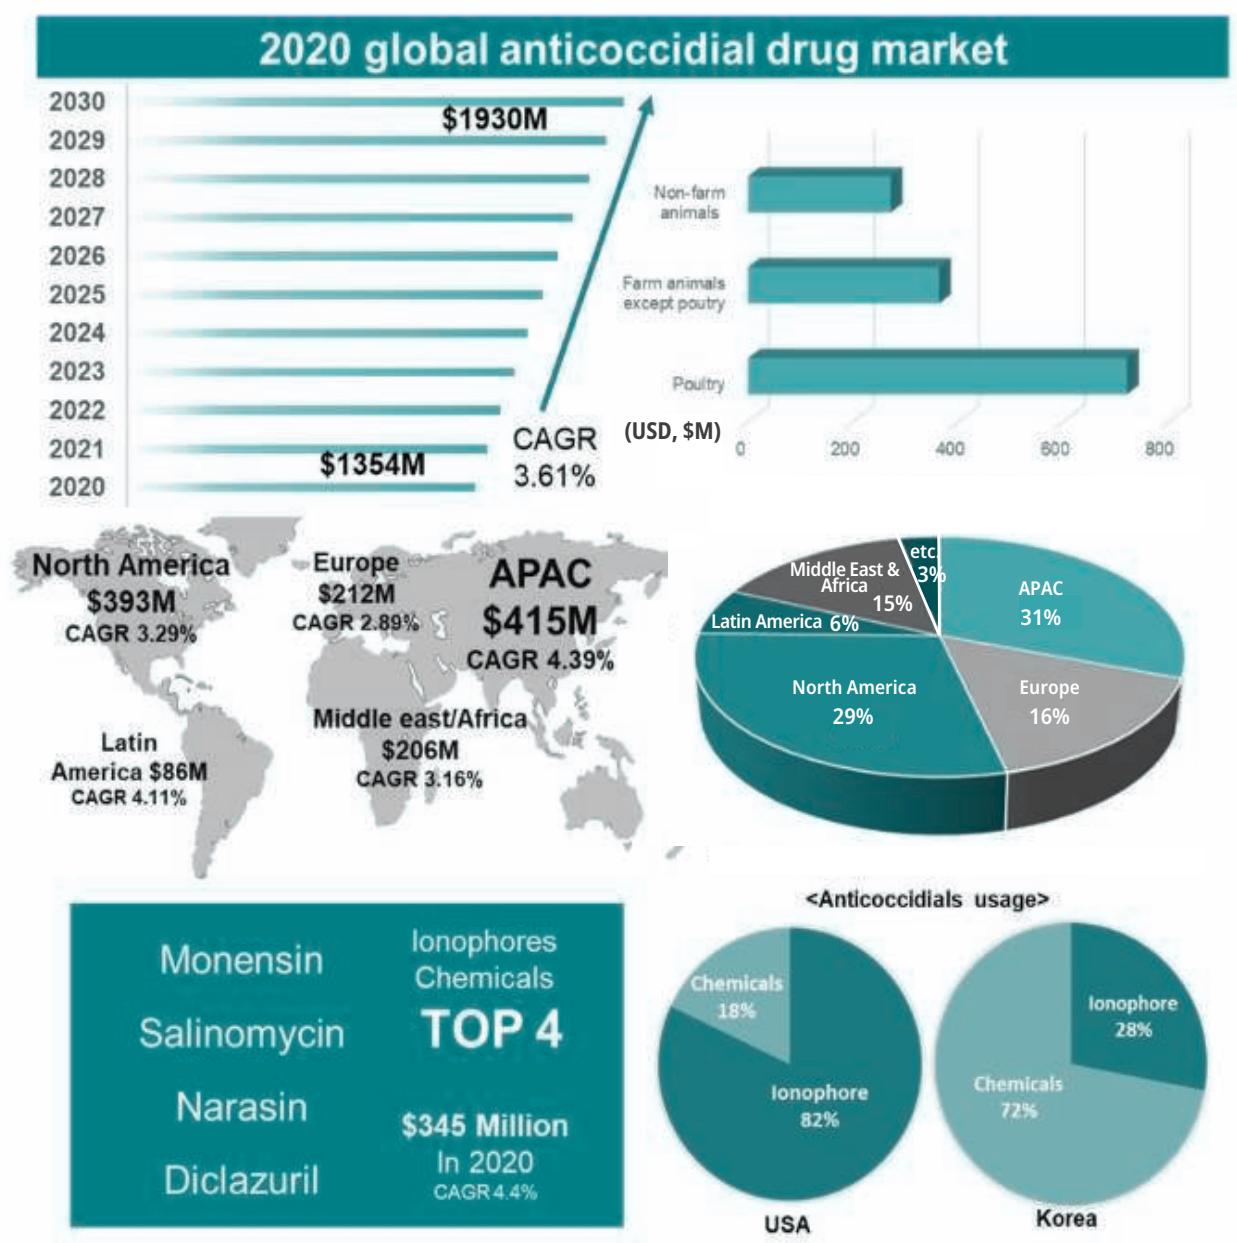 2020 global anticoccidial drug market
2030
$1930M
2029
2028
2027
2026
2025
2024
2023
2022
2021
$1354M
2020
CAGR
3.61%
Non-farm
animals
Farm animals
except poutry
Poultry
(USD, $M)
0 200 400 600 800
North America
$393M
CAGR 3.29%
Europe
$212M
CAGR 2.89%
APAC
$415M
CAGR 4.39%
Latin
America $86M
CAGR 4.11%
Middle east/Africa
$206M
CAGR 3.16%
etc
3%
Middle East &
Africa
15%
APAC
31%
Latin America 6%
North America
29%
Europe
16%
Monensin
Salinomycin
Narasin
Diclazuril
Ionophores
Chemicals
TOP 4
$345 Million
In 2020
CAGR 4.4%
<Anticoccidials usage>
Chemicals
18%
Ionophore
82%
USA
Ionophore
28%
Chemicals
72%
Korea